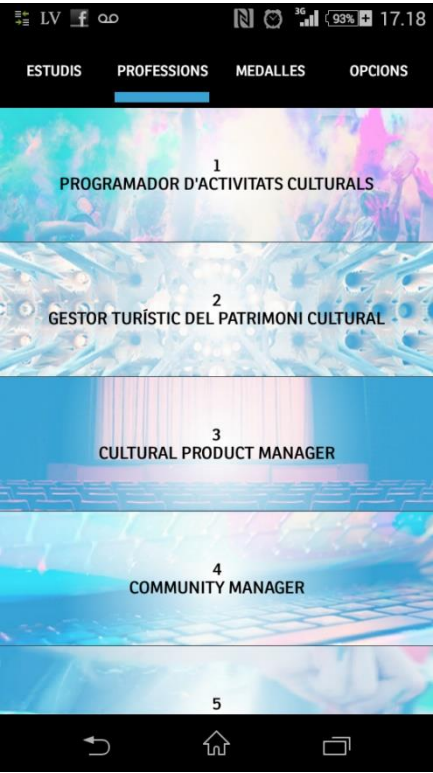 LV 3G 93% 17.18
ESTUDIS PROFESSIONS MEDALLES OPCIONS
1
PROGRAMADOR D'ACTIVITATS CULTURALS
2
GESTOR TURÍSTIC DEL PATRIMONI CULTURAL
3
CULTURAL PRODUCT MANAGER
4
COMMUNITY MANAGER
5